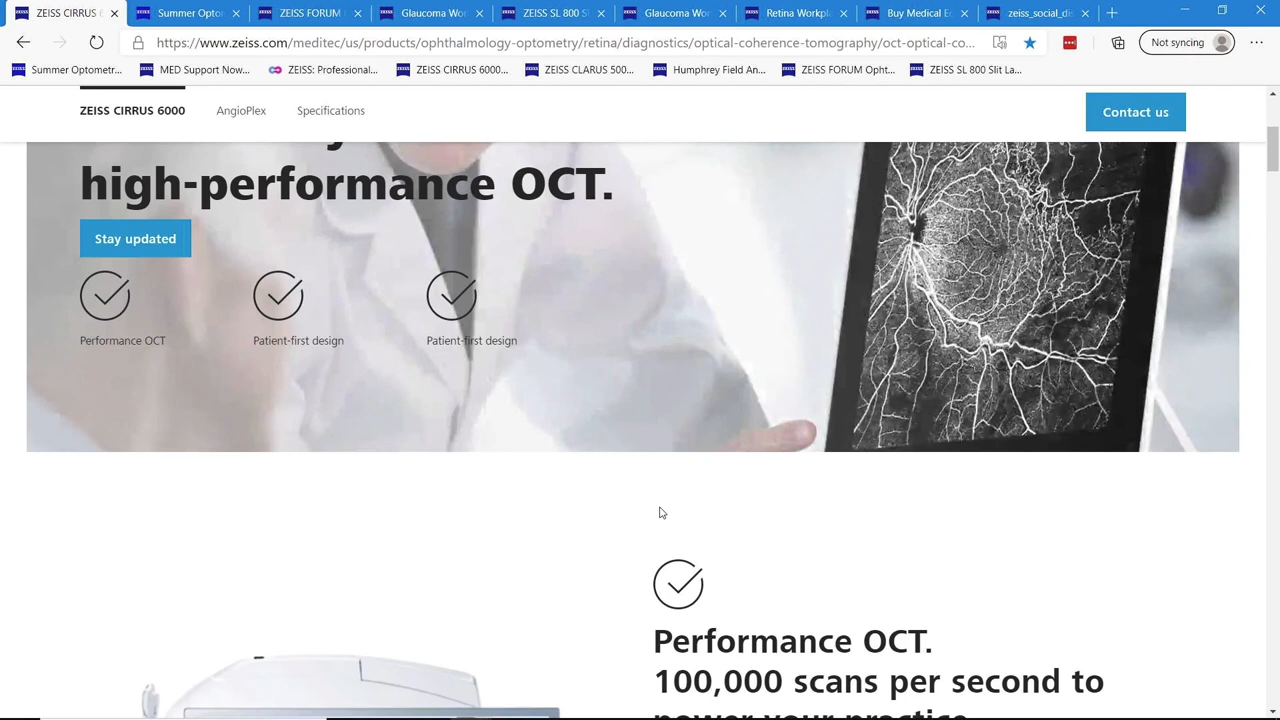 ZEISS CIRRUS 6
Summer Opto
ZEISS FORUM
Glaucoma Wo
ZEISS SL 800 S
Glaucoma Wo
Retina Workpl
Buy Medical E
zeiss_social_di
https://www.zeiss.com/meditec/us/products/ophthalmology-optometry/retina/diagnostics/optical-coherence-tomography/oct-optical-co...
Not syncing
Summer Optometr...
MED Support Now...
ZEISS: Professional...
ZEISS CIRRUS 6000...
ZEISS CLARUS 500...
Humphrey Field An...
ZEISS FORUM Opht...
ZEISS SL 800 Slit La...
ZEISS CIRRUS 6000
AngioPlex
Specifications
Contact us
high-performance OCT.
Stay updated
Performance OCT
Patient-first design
Patient-first design
Performance OCT.
100,000 scans per second to
power your practice